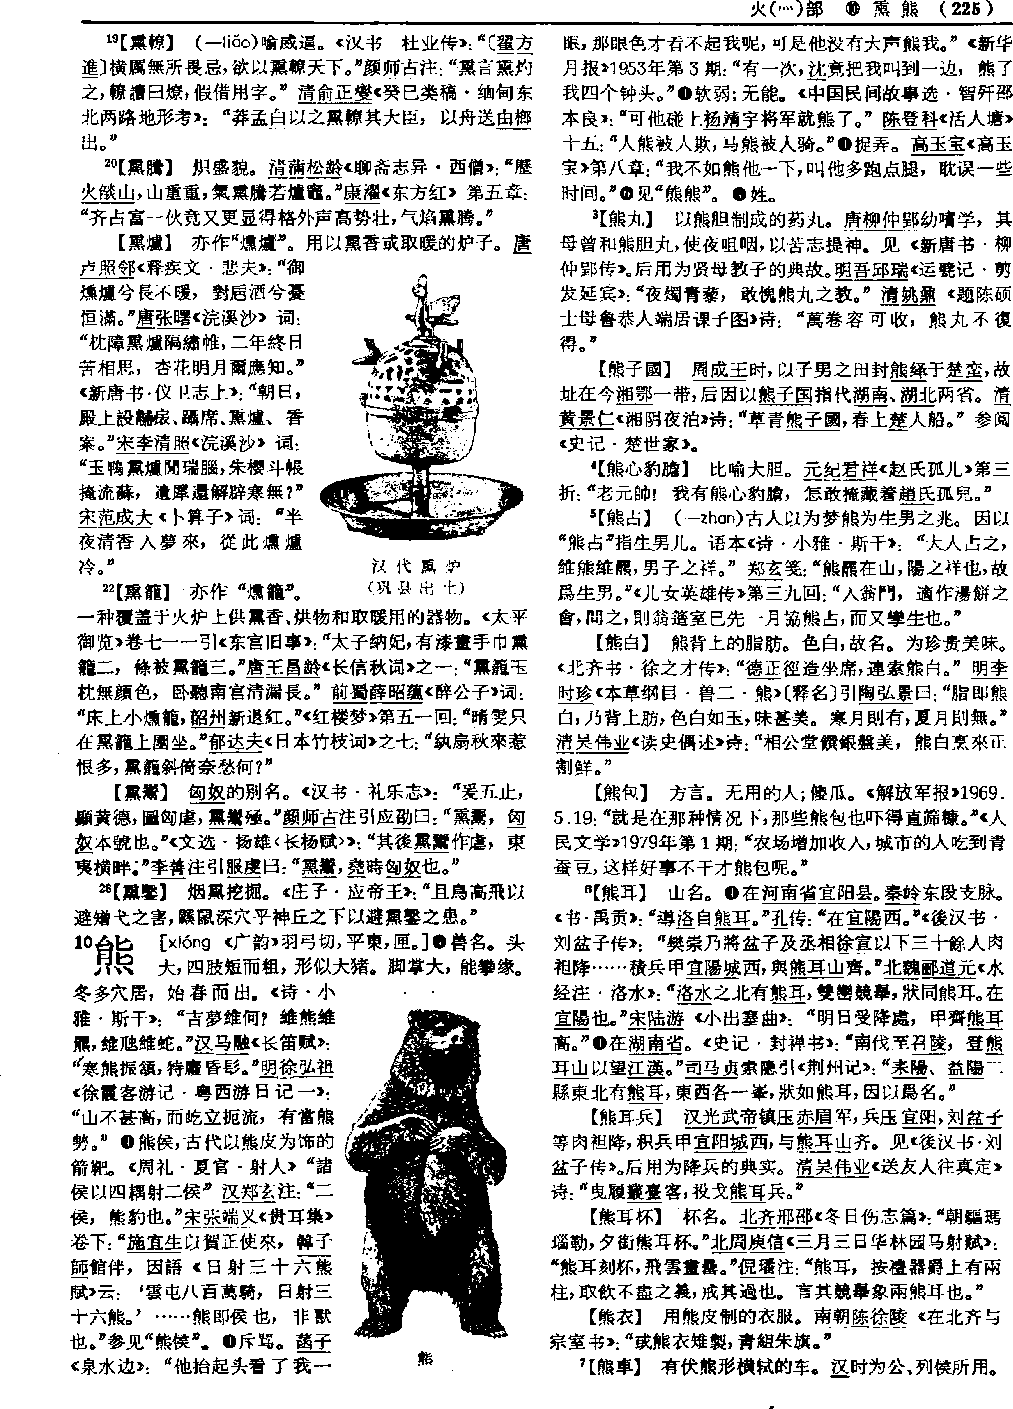 火(灬)部 ⑩ 熏 熊 （225）
¹⁹【熏轑】 （—liǎo）喻威逼。《汉书·杜业传》：“〔翟方
進〕横厲無所畏忌，欲以熏轑天下。”颜师古注：“熏言熏灼
之，轑讀曰燎，假借用字。” 清俞正燮《癸巳类稿·缅甸东
北两路地形考》：“莽孟白以之熏轑其大臣，以舟送由榔
出。”
²⁰【熏騰】 炽盛貌。清蒲松龄《聊斋志异·西僧》：“歷
火燄山，山重重，氣熏騰若爐竈。”康濯《东方红》 第五章：
“齐占富一伙竟又更显得格外声高势壮，气焰熏腾。”
【熏爐】 亦作“燻爐”。用以熏香或取暖的炉子。唐
卢照邻《释疾文·悲夫》：“御
燻爐兮長不暖， 對卮酒兮憂
恒滿。”唐张曙《浣溪沙》 词：
“枕障熏爐隔繡帷，二年終日
苦相思， 杏花明月爾應知。”
《新唐书·仪卫志上》：“朝日，
殿上設黼扆、躡席、熏爐、香
案。”宋李清照《浣溪沙》 词：
“玉鴨熏爐閒瑞腦，朱櫻斗帳
掩流蘇， 遺犀還解辟寒無？”
宋范成大《卜算子》词： “半
夜清香入夢來， 從此燻爐
冷。”
汉代熏炉
（巩县出土）
²²【熏籠】 亦作 “燻籠”。
一种覆盖于火炉上供熏香、烘物和取暖用的器物。《太平
御览》卷七一一引《东宫旧事》：“太子纳妃，有漆畫手巾熏
籠二， 條被熏籠三。”唐王昌龄《长信秋词》之一：“熏籠玉
枕無顔色， 卧聽南宫清漏長。” 前蜀薛昭蕴《醉公子》词：
“床上小燻籠，韶州新退紅。”《红楼梦》第五一回：“晴雯只
在熏籠上圍坐。”郁达夫《日本竹枝词》之七：“紈扇秋來惹
恨多，熏籠斜倚奈愁何？”
【熏鬻】 匈奴的别名。《汉书·礼乐志》： “爰五止，
顯黄德，圖匈虐，熏鬻殛。”颜师古注引应劭曰：“熏鬻， 匈
奴本號也。”《文选·扬雄〈长杨赋〉》：“其後熏鬻作虐， 東
夷横畔。”李善注引服虔曰：“熏鬻，堯時匈奴也。”
²⁸【熏鑿】 烟熏挖掘。《庄子·应帝王》：“且鳥高飛以
避矰弋之害，鼷鼠深穴乎神丘之下以避熏鑿之患。”
10熊 ［xióng 《广韵》羽弓切，平東，匣。］❶兽名。头
大，四肢短而粗，形似大猪。脚掌大，能攀缘。
冬多穴居， 始春而出。《诗·小
雅·斯干》： “吉夢維何？ 維熊維
羆，維虺維蛇。”汉马融《长笛赋》：
“寒熊振頷，特麚昏髟。”明徐弘祖
《徐霞客游记·粤西游日记一》：
“山不甚高，而屹立扼流， 有當熊
勢。” ❷熊侯，古代以熊皮为饰的
箭靶。《周礼·夏官·射人》“諸
侯以四耦射二侯” 汉郑玄注：“二
侯， 熊豹也。”宋张端义《贵耳集》
卷下：“施宜生以賀正使來， 韓子
師館伴， 因語《日射三十六熊
賦》云： ‘雲屯八百萬騎， 日射三
十六熊。’ ……熊即侯也， 非獸
也。”参见“熊侯”。 ❸斥骂。菡子
《泉水边》： “他抬起头看了我一
熊
眼，那眼色才看不起我呢，可是他没有大声熊我。”《新华
月报》1953年第3期：“有一次，沈竟把我叫到一边， 熊了
我四个钟头。”❹软弱；无能。《中国民间故事选·智歼邵
本良》：“可他碰上杨靖宇将军就熊了。” 陈登科《活人塘》
十五：“人熊被人欺，马熊被人骑。”❺捉弄。高玉宝《高玉
宝》第八章：“我不如熊他一下，叫他多跑点腿， 耽误一些
时间。”❻见“熊熊”。 ❼姓。
³【熊丸】 以熊胆制成的药丸。唐柳仲郢幼嗜学， 其
母曾和熊胆丸，使夜咀咽，以苦志提神。见《新唐书·柳
仲郢传》。后用为贤母教子的典故。明吾邱瑞《运甓记·剪
发延宾》：“夜燭青藜， 敢愧熊丸之教。” 清姚鼐《题陈硕
士母鲁恭人端居课子图》诗： “萬卷容可收， 熊丸不復
得。”
【熊子國】 周成王时，以子男之田封熊绎于楚蛮，故
址在今湘鄂一带，后因以熊子国指代湖南、湖北两省。清
黄景仁《湘阴夜泊》诗：“草青熊子國，春上楚人船。” 参阅
《史记·楚世家》。
⁴【熊心豹膽】 比喻大胆。元纪君祥《赵氏孤儿》第三
折：“老元帥！ 我有熊心豹膽， 怎敢掩藏着趙氏孤兒。”
⁵【熊占】 （—zhān）古人以为梦熊为生男之兆。因以
“熊占”指生男儿。语本《诗·小雅·斯干》： “大人占之，
維熊維羆，男子之祥。” 郑玄笺：“熊羆在山，陽之祥也，故
爲生男。”《儿女英雄传》第三九回：“人翁門， 適作湯餅之
會，問之，則翁簉室已先一月協熊占，而又孿生也。”
【熊白】 熊背上的脂肪。色白，故名。为珍贵美味。
《北齐书·徐之才传》：“德正徑造坐席，連索熊白。” 明李
时珍《本草纲目·兽二·熊》〔释名〕引陶弘景曰：“脂即熊
白，乃背上肪，色白如玉，味甚美。寒月則有，夏月則無。”
清吴伟业《读史偶述》诗：“相公堂饌銀盤美， 熊白烹來正
割鲜。”
【熊包】 方言。无用的人；傻瓜。《解放军报》1969.
5.19：“就是在那种情况下，那些熊包也吓得直筛糠。”《人
民文学》1979年第1期：“农场增加收入，城市的人吃到青
蚕豆，这样好事不干才熊包呢。”
⁶【熊耳】 山名。❶在河南省宜阳县。秦岭东段支脉。
《书·禹贡》：“導洛自熊耳。”孔传：“在宜陽西。”《後汉书·
刘盆子传》： “樊崇乃將盆子及丞相徐宣以下三十餘人肉
袒降……積兵甲宜陽城西，與熊耳山齊。”北魏郦道元《水
经注·洛水》：“洛水之北有熊耳，雙巒競舉，狀同熊耳。在
宜陽也。”宋陆游《小出塞曲》： “明日受降處， 甲齊熊耳
高。”❷在湖南省。《史记·封禅书》：“南伐至召陵， 登熊
耳山以望江漢。”司马贞索隐引《荆州记》：“耒陽、益陽二
縣東北有熊耳，東西各一峯，狀如熊耳，因以爲名。”
【熊耳兵】 汉光武帝镇压赤眉军，兵压宜阳，刘盆子
等肉袒降，积兵甲宜阳城西，与熊耳山齐。见《後汉书·刘
盆子传》。后用为降兵的典实。清吴伟业《送友人往真定》
诗：“曳履叢臺客，投戈熊耳兵。”
【熊耳杯】 杯名。北齐邢邵《冬日伤志篇》：“朝驅瑪
瑙勒，夕銜熊耳杯。”北周庾信《三月三日华林园马射赋》：
“熊耳刻杯，飛雲畫罍。”倪璠注：“熊耳， 按禮器爵上有兩
柱，取飲不盡之義，戒其過也。言其競舉象兩熊耳也。”
【熊衣】 用熊皮制的衣服。南朝陈徐陵《在北齐与
宗室书》：“或熊衣雉製，青紺朱旗。”
⁷【熊車】 有伏熊形横轼的车。汉时为公、列侯所用。